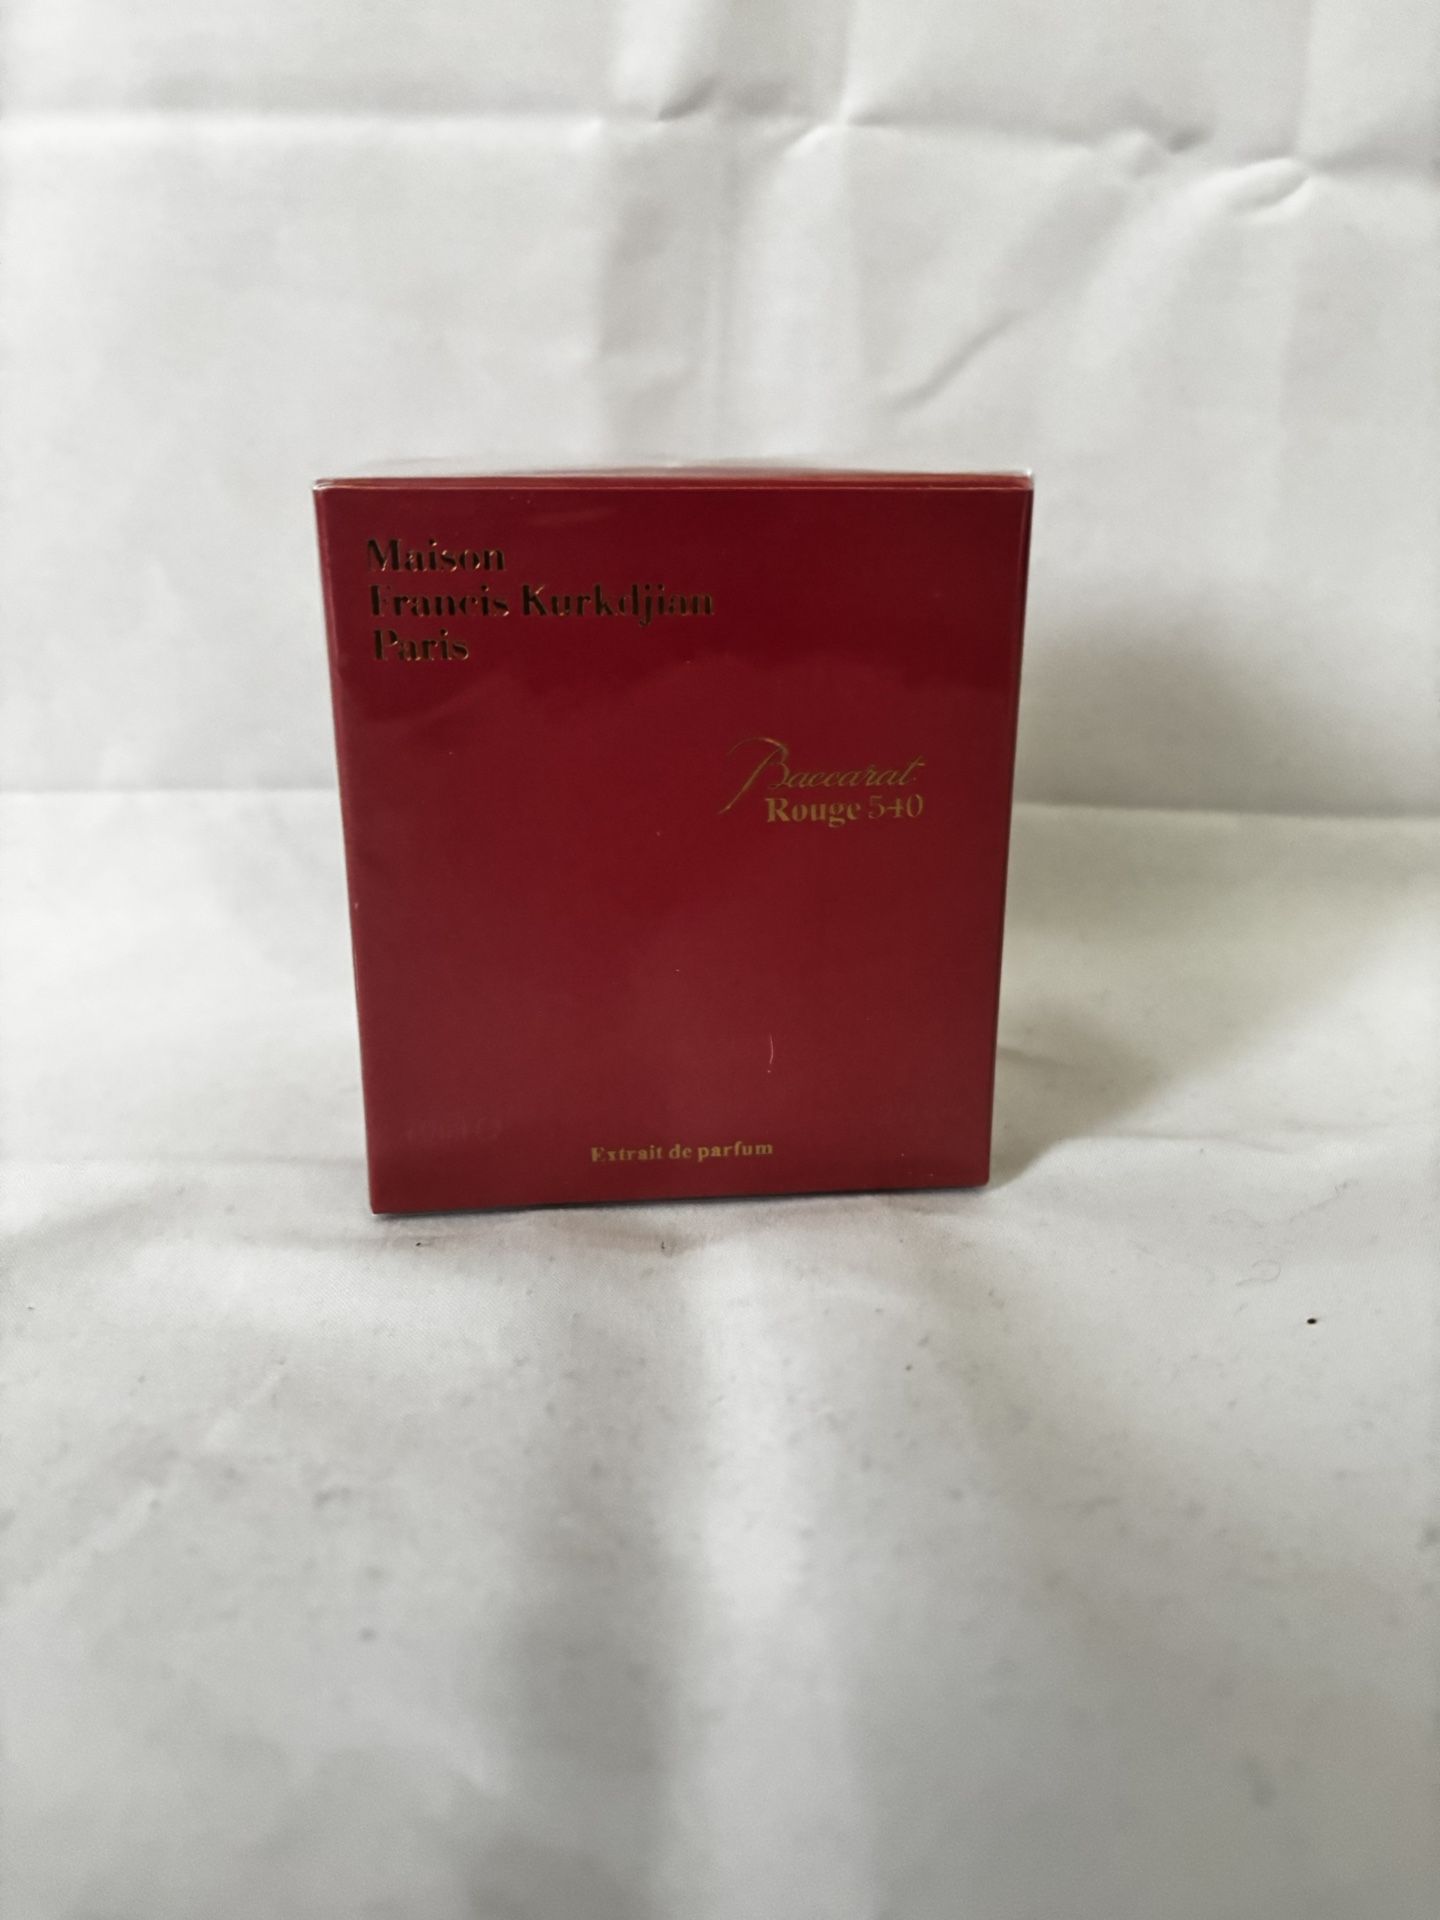 Maison
Francis Kurkdjian
Paris
Baccarat
Rouge 540
Extrait de parfum